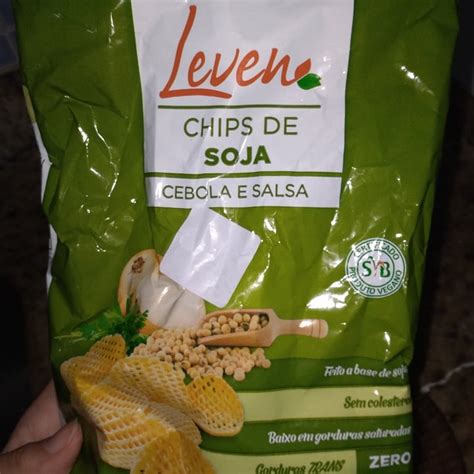 Leven
CHIPS DE
SOJA
CEBOLA E SALSA
CERTIFICADO
SVB
PRODUTO VEGANO
Feito a base de soja
Sem colesterol
Baixo em gorduras saturadas
Gorduras TRANS ZERO